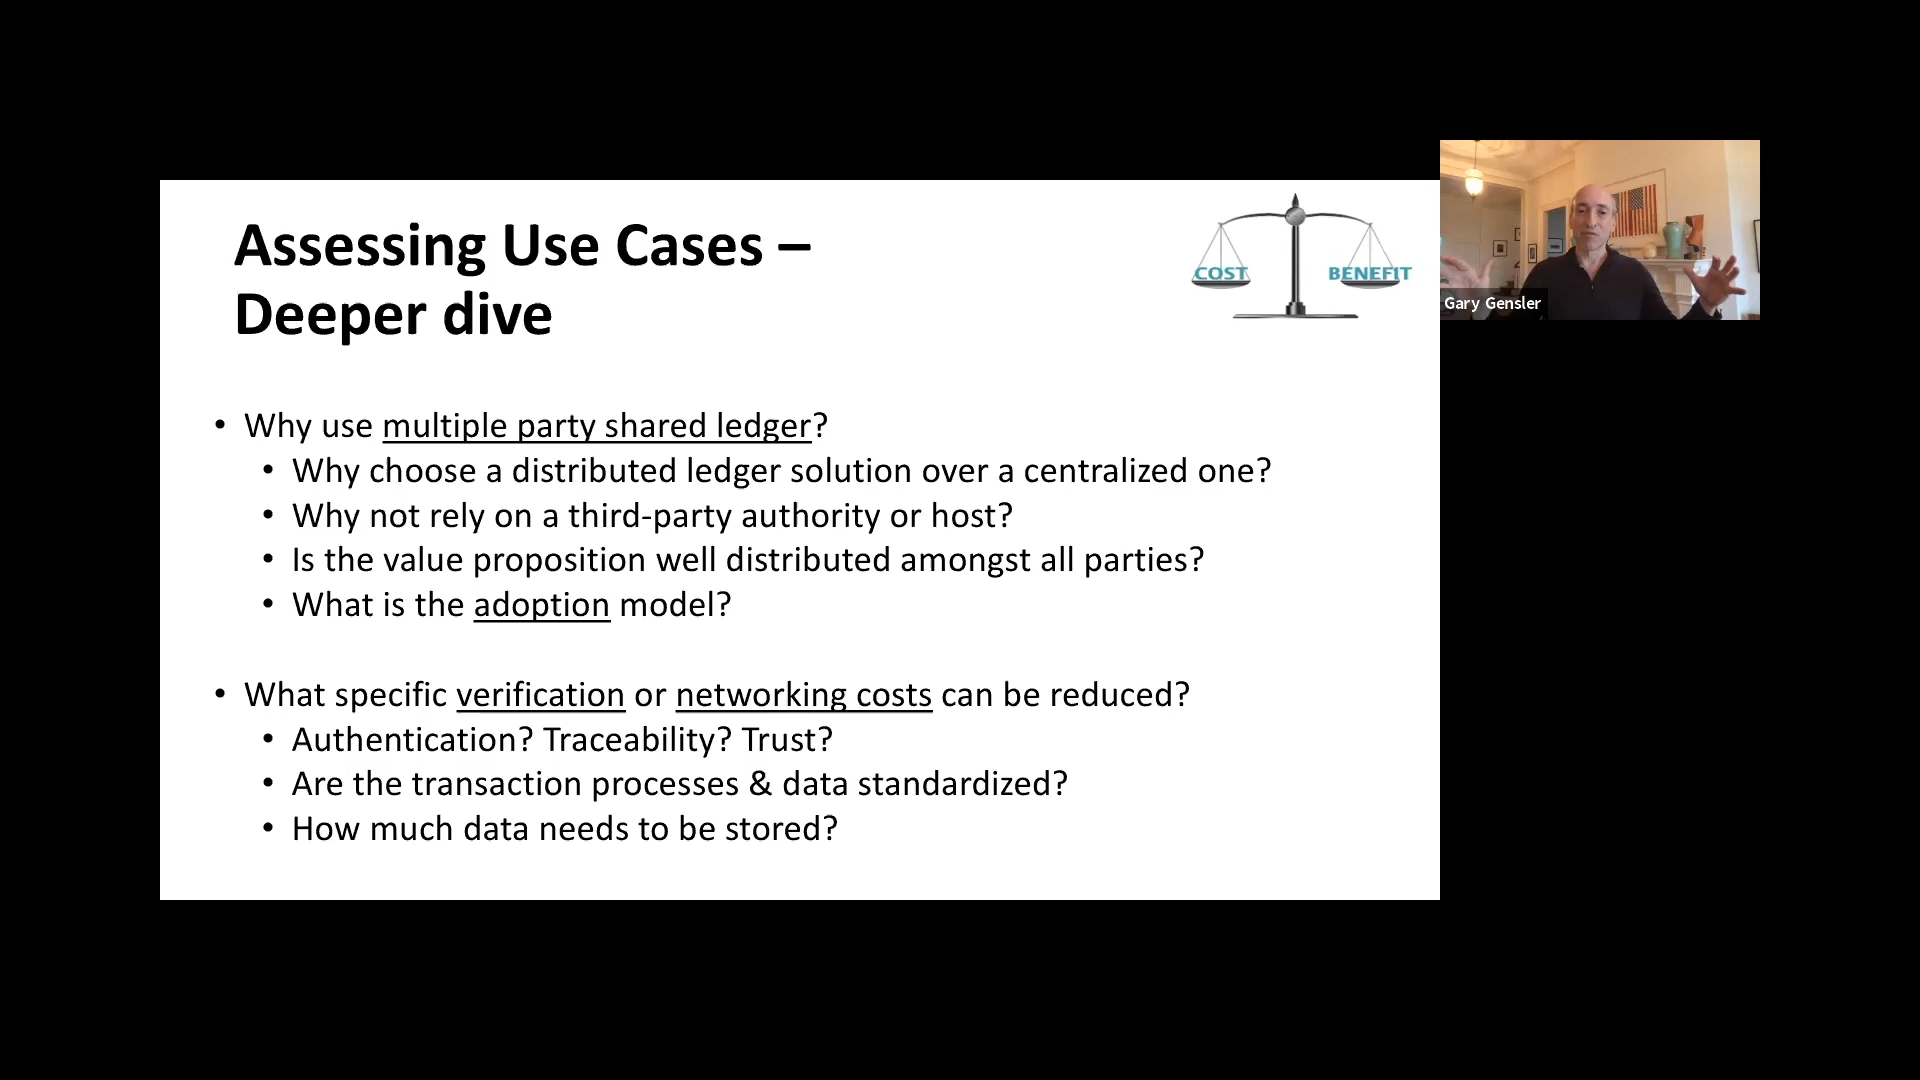 Assessing Use Cases –
Deeper dive
COST
BENEFIT
Gary Gensler
• Why use multiple party shared ledger?
• Why choose a distributed ledger solution over a centralized one?
• Why not rely on a third-party authority or host?
• Is the value proposition well distributed amongst all parties?
• What is the adoption model?
• What specific verification or networking costs can be reduced?
• Authentication? Traceability? Trust?
• Are the transaction processes & data standardized?
• How much data needs to be stored?